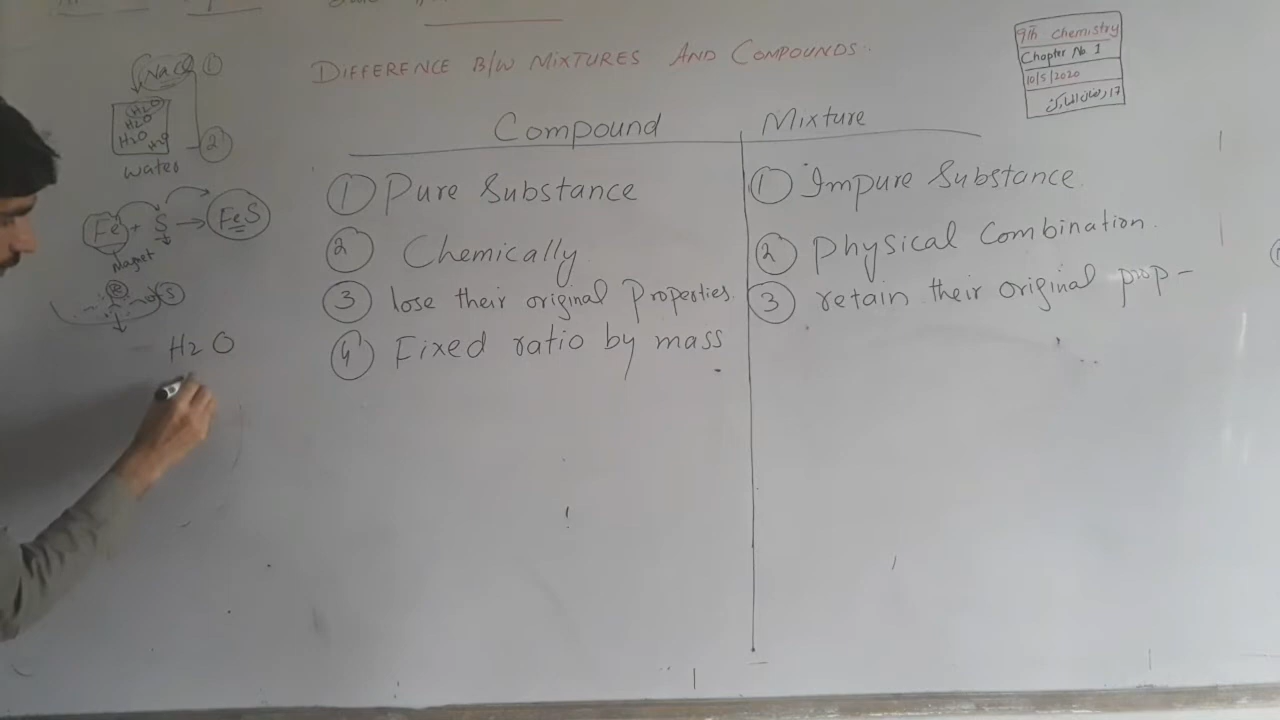 DIFFERENCE B/W MIXTURES AND COMPOUNDS
9th Chemistry
Chapter No 1
10/5/2020
NaCl 1
H2O
H2O
H2O H2O
2
water
Fe + S → FeS
Magnet
S
H2O
Compound
1 Pure Substance
2 Chemically
3 lose their original Properties
4 Fixed ratio by mass
Mixture
1 Impure Substance
2 Physical Combination
3 retain their original prop-